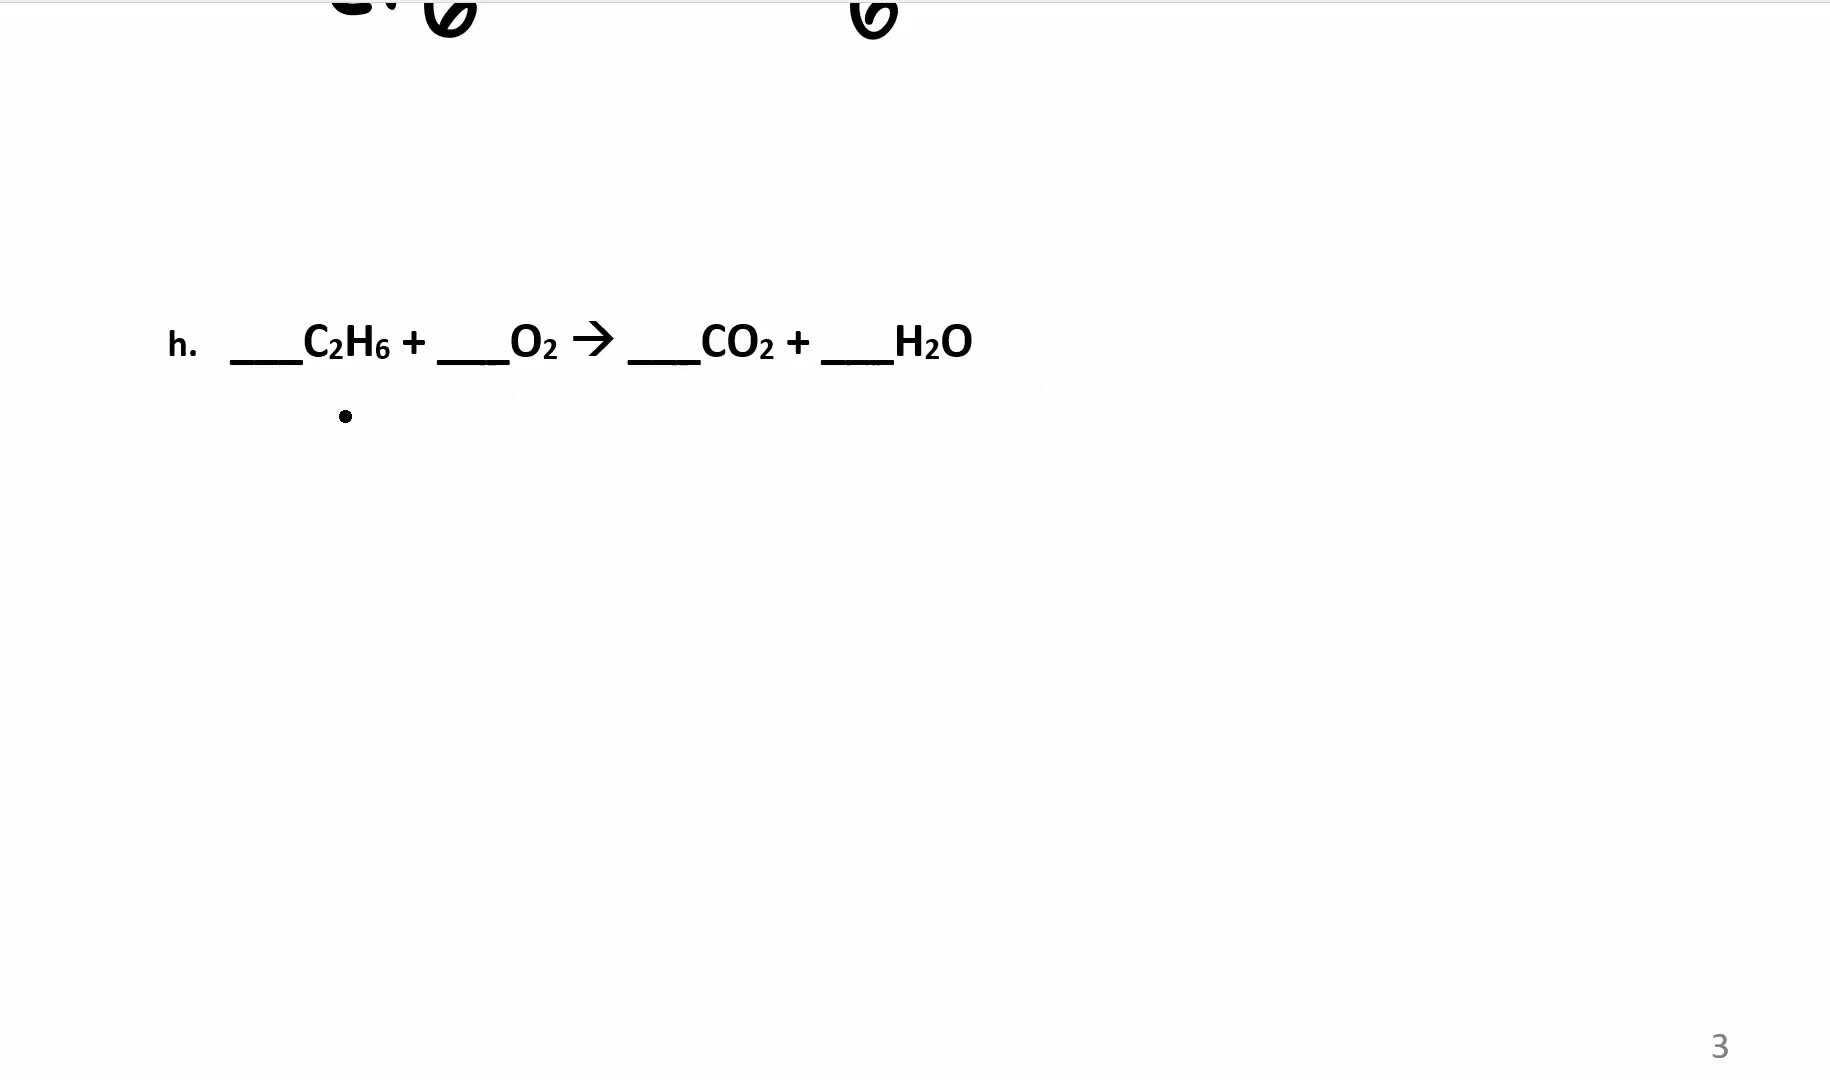 h. ___C₂H₆ + ___O₂ → ___CO₂ + ___H₂O
3